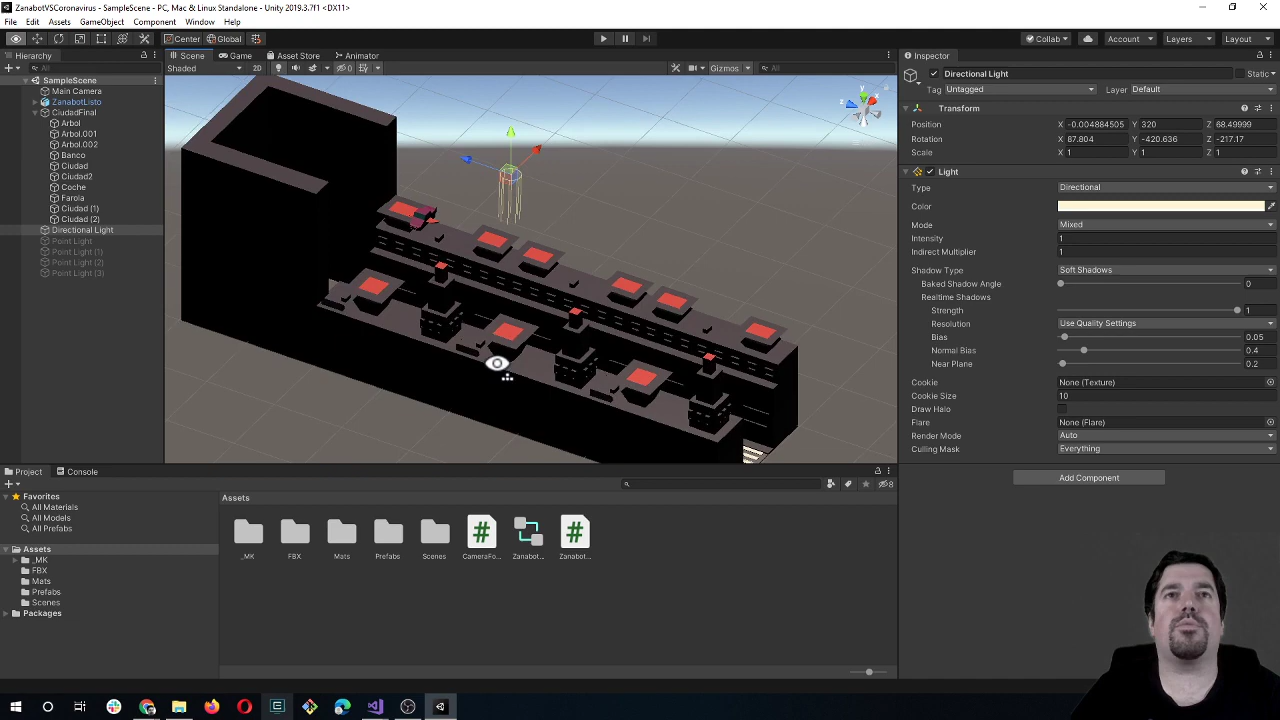 ZanabotVSCoronavirus - SampleScene - PC, Mac & Linux Standalone - Unity 2019.3.7f1 <DX11>
File Edit Assets GameObject Component Window Help
Center Global Collab Account Layers Layout
Hierarchy
All
SampleScene
Main Camera
ZanabotListo
CiudadFinal
Arbol
Arbol.001
Arbol.002
Banco
Ciudad
Ciudad2
Coche
Farola
Ciudad (1)
Ciudad (2)
Directional Light
Point Light
Point Light (1)
Point Light (2)
Point Light (3)
Scene Game Asset Store Animator
Shaded 2D 0 Gizmos All
y
x
z
Inspector
Directional Light Static
Tag Untagged Layer Default
Transform
Position X -0.004884505 Y 320 Z 68.49999
Rotation X 87.804 Y -420.636 Z -217.17
Scale X 1 Y 1 Z 1
Light
Type Directional
Color
Mode Mixed
Intensity 1
Indirect Multiplier 1
Shadow Type Soft Shadows
Baked Shadow Angle 0
Realtime Shadows
Strength 1
Resolution Use Quality Settings
Bias 0.05
Normal Bias 0.4
Near Plane 0.2
Cookie None (Texture)
Cookie Size 10
Draw Halo
Flare None (Flare)
Render Mode Auto
Culling Mask Everything
Add Component
Project Console
8
Favorites
All Materials
All Models
All Prefabs
Assets
_MK
FBX
Mats
Prefabs
Scenes
Packages
Assets
_MK FBX Mats Prefabs Scenes CameraFo... Zanabot... Zanabot...